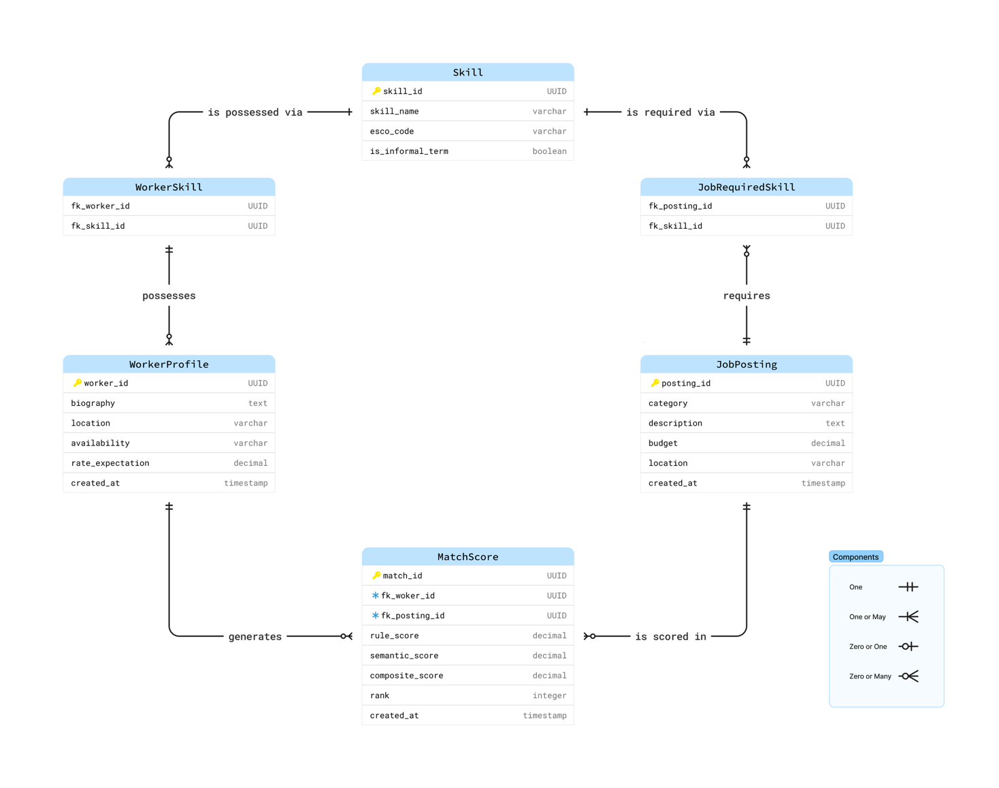 Skill
skill_id UUID
skill_name varchar
esco_code varchar
is_informal_term boolean
is possessed via
is required via
WorkerSkill
fk_worker_id UUID
fk_skill_id UUID
JobRequiredSkill
fk_posting_id UUID
fk_skill_id UUID
possesses
requires
WorkerProfile
worker_id UUID
biography text
location varchar
availability varchar
rate_expectation decimal
created_at timestamp
JobPosting
posting_id UUID
category varchar
description text
budget decimal
location varchar
created_at timestamp
MatchScore
match_id UUID
fk_woker_id UUID
fk_posting_id UUID
rule_score decimal
semantic_score decimal
composite_score decimal
rank integer
created_at timestamp
generates
is scored in
Components
One
One or May
Zero or One
Zero or Many